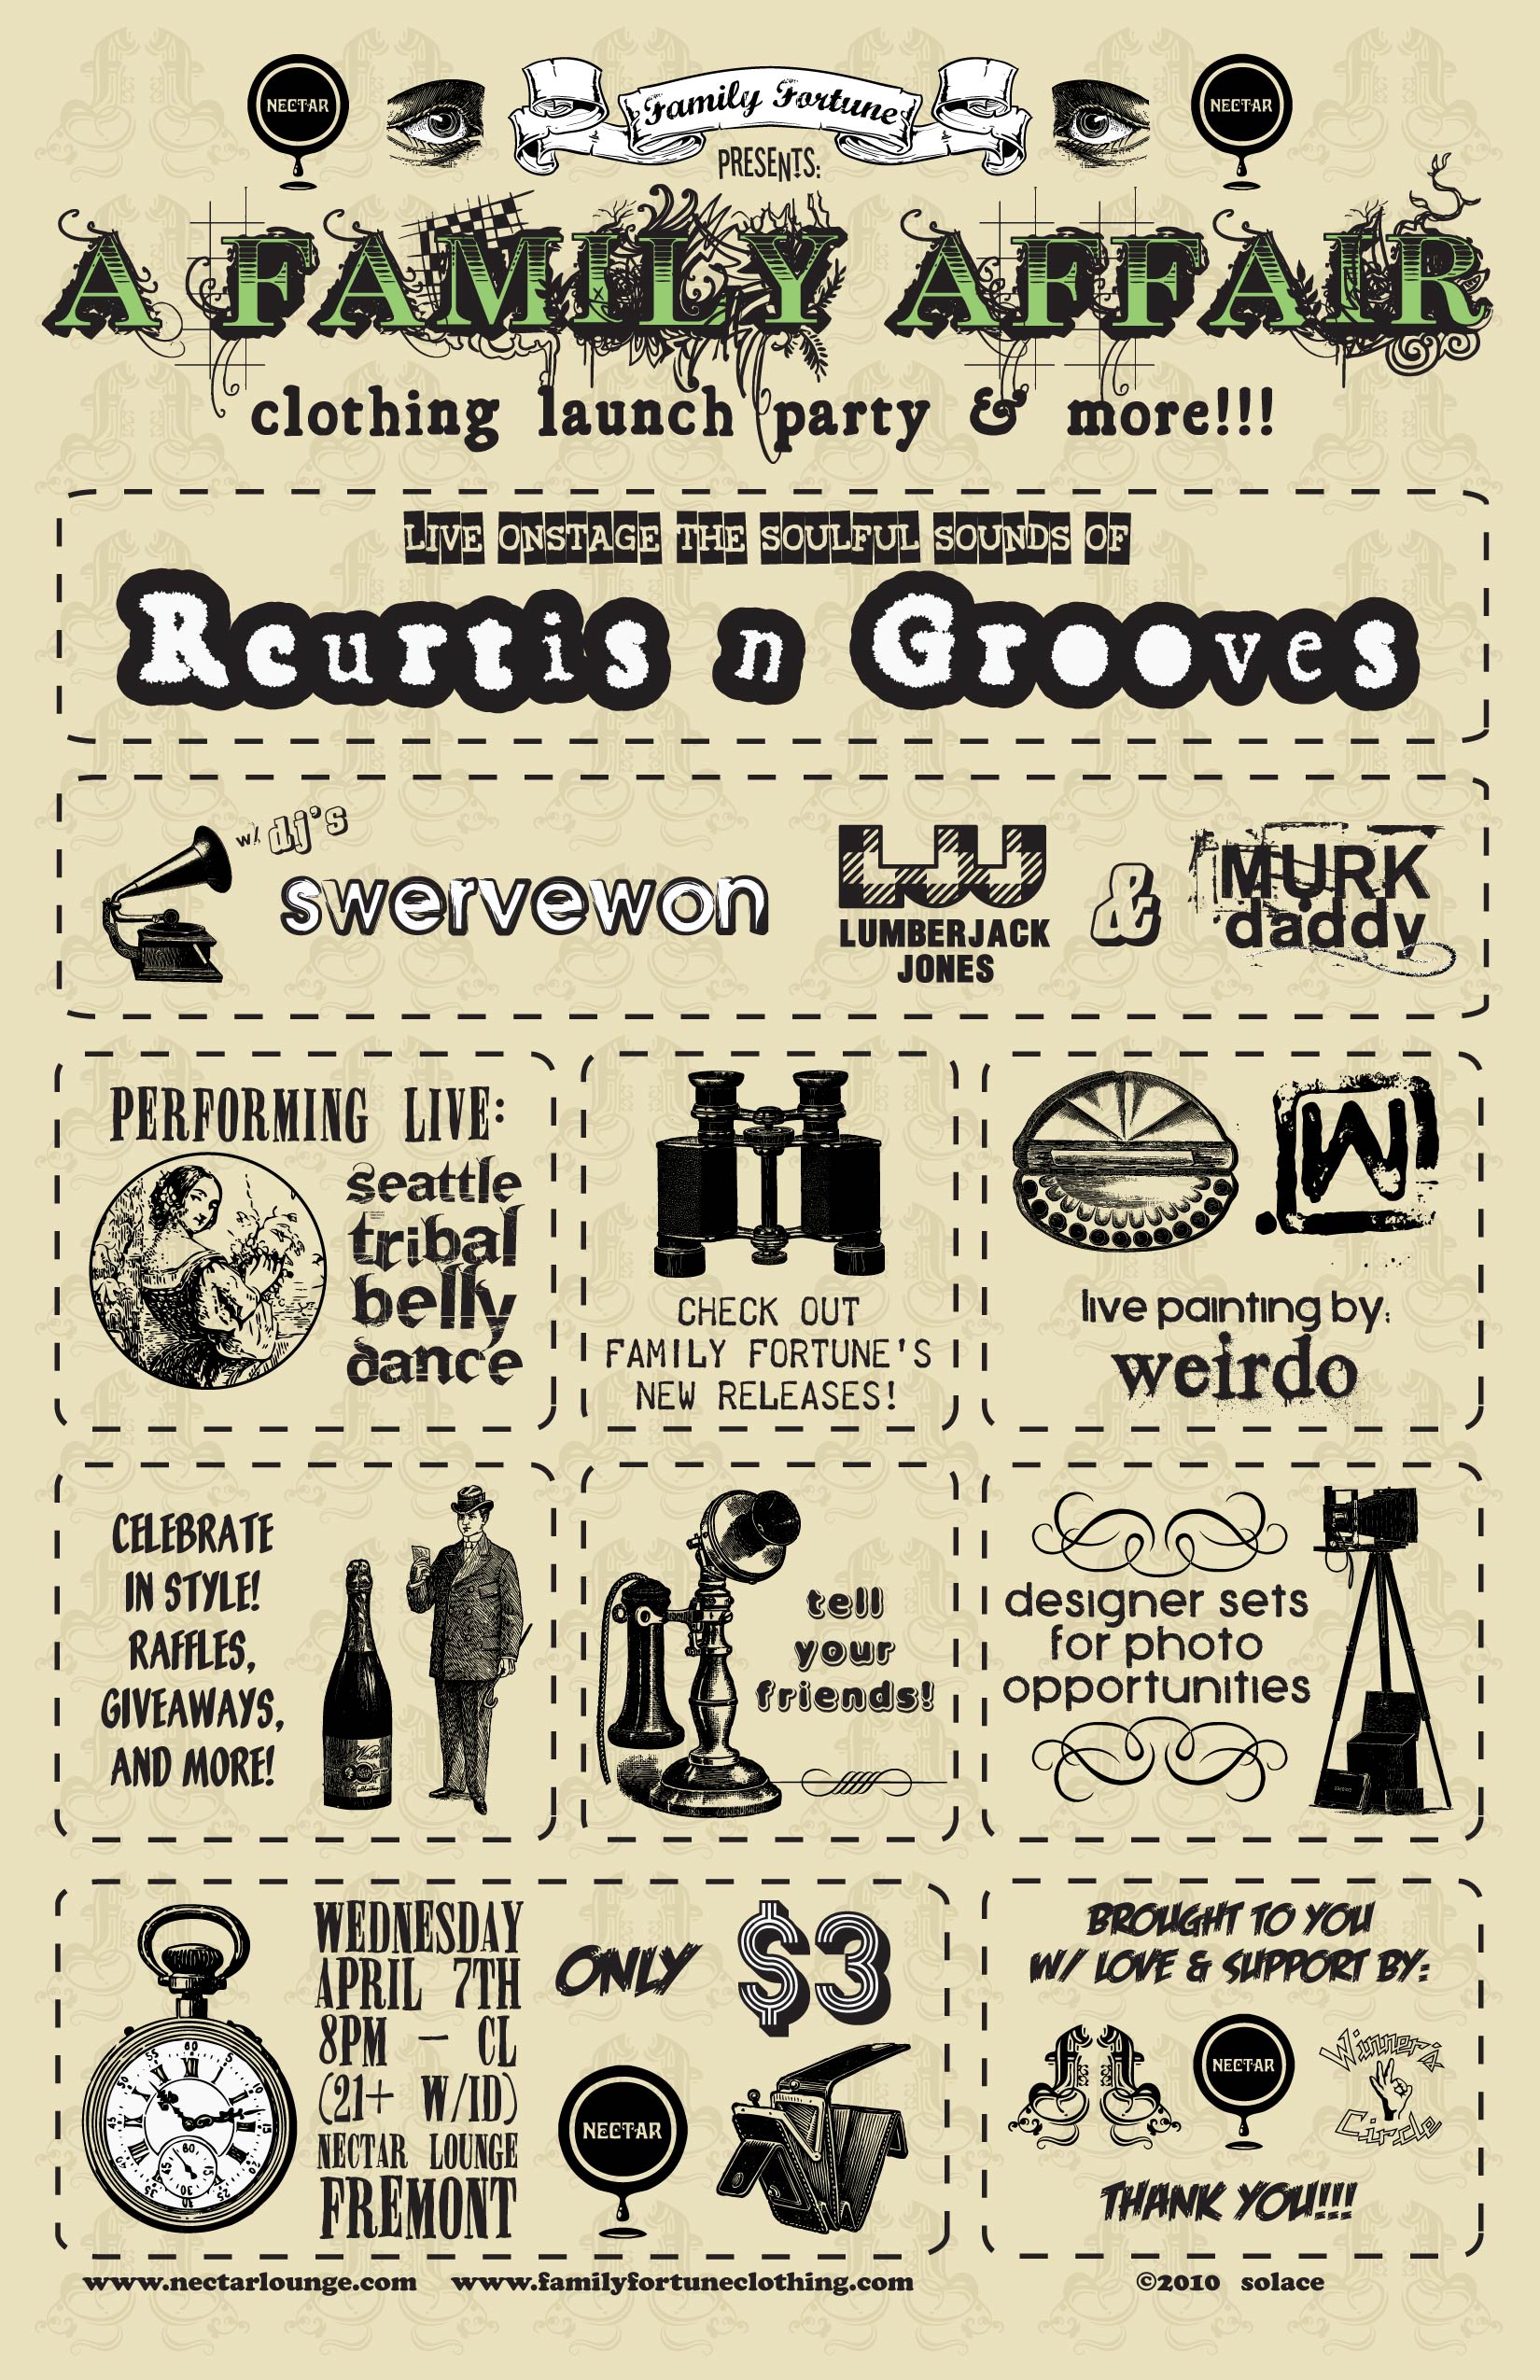 NECTAR
Family Fortune
NECTAR
PRESENTS:
A FAMILY AFFAIR
clothing launch party & more!!!
LIVE ONSTAGE THE SOULFUL SOUNDS OF
Rcurtis n Grooves
w/ dj's
swervewon
LUMBERJACK
JONES
&
MURK
daddy
PERFORMING LIVE:
seattle
tribal
belly
dance
CHECK OUT
FAMILY FORTUNE'S
NEW RELEASES!
W
live painting by:
weirdo
CELEBRATE
IN STYLE!
RAFFLES,
GIVEAWAYS,
AND MORE!
tell
your
friends!
designer sets
for photo
opportunities
WEDNESDAY
APRIL 7TH
8PM - CL
(21+ W/ID)
NECTAR LOUNGE
FREMONT
ONLY $3
NECTAR
BROUGHT TO YOU
W/ LOVE & SUPPORT BY:
NECTAR
Winner's
Circle
THANK YOU!!!
www.nectarlounge.com www.familyfortuneclothing.com
©2010 solace